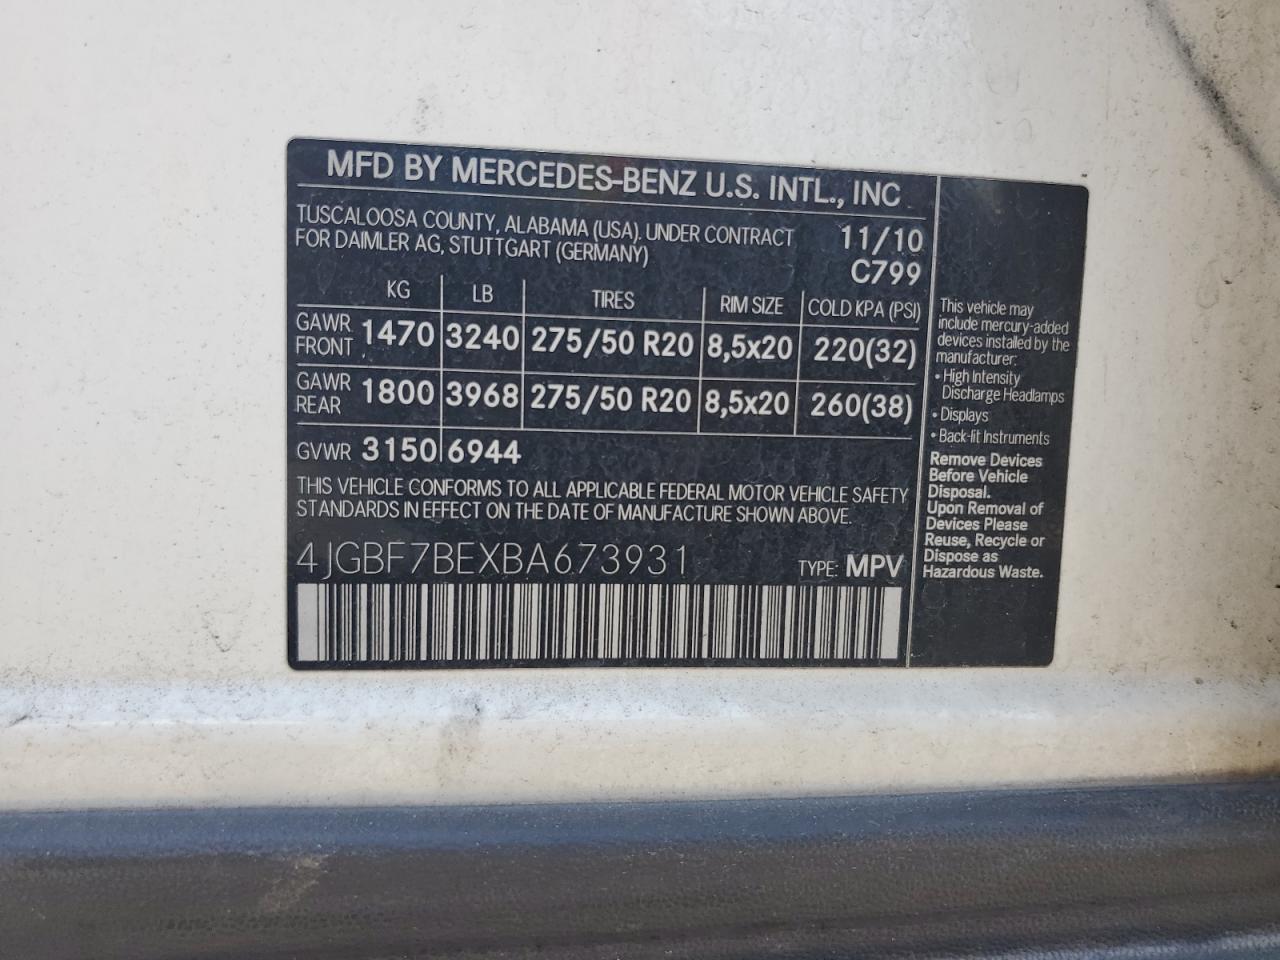 MFD BY MERCEDES-BENZ U.S. INTL., INC
TUSCALOOSA COUNTY, ALABAMA (USA), UNDER CONTRACT
FOR DAIMLER AG, STUTTGART (GERMANY)
11/10
C799
KG LB TIRES RIM SIZE COLD KPA (PSI)
GAWR FRONT 1470 3240 275/50 R20 8,5x20 220(32)
GAWR REAR 1800 3968 275/50 R20 8,5x20 260(38)
GVWR 3150 6944
THIS VEHICLE CONFORMS TO ALL APPLICABLE FEDERAL MOTOR VEHICLE SAFETY
STANDARDS IN EFFECT ON THE DATE OF MANUFACTURE SHOWN ABOVE.
4JGBF7BEXBA673931 TYPE: MPV
This vehicle may
include mercury-added
devices installed by the
manufacturer:
• High Intensity
Discharge Headlamps
• Displays
• Back-lit Instruments
Remove Devices
Before Vehicle
Disposal.
Upon Removal of
Devices Please
Reuse, Recycle or
Dispose as
Hazardous Waste.